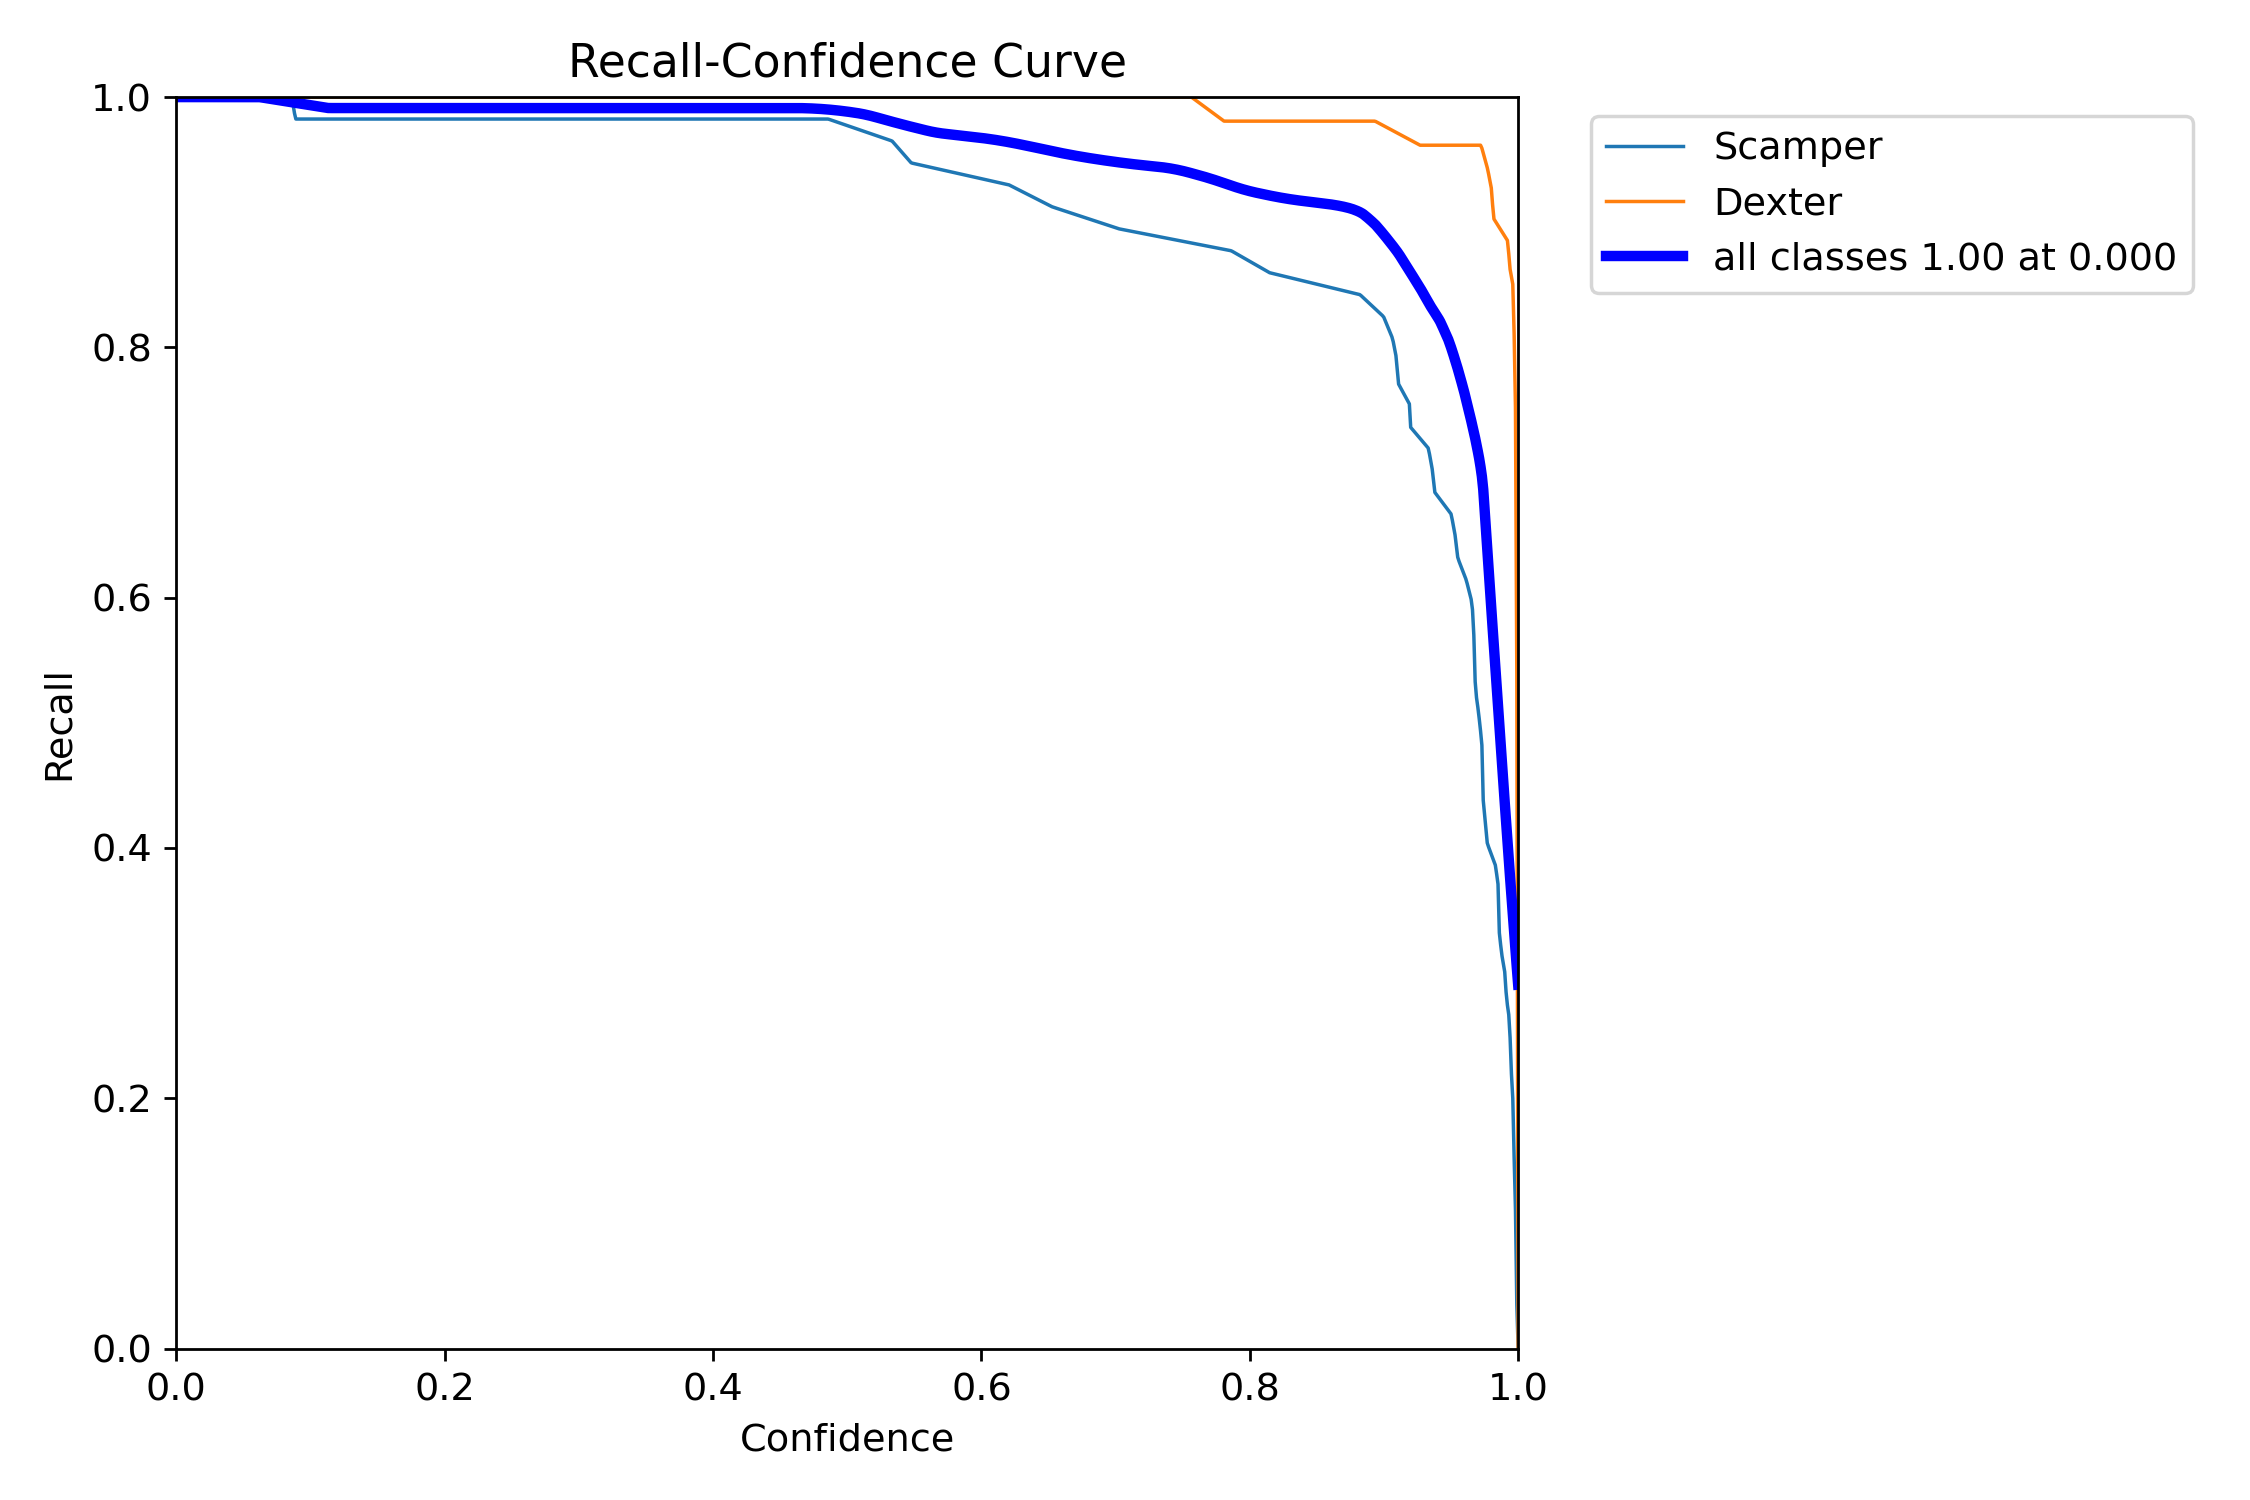 Recall-Confidence Curve
1.0
0.8
0.6
0.4
0.2
0.0
Recall
0.0 0.2 0.4 0.6 0.8 1.0
Confidence
Scamper
Dexter
all classes 1.00 at 0.000